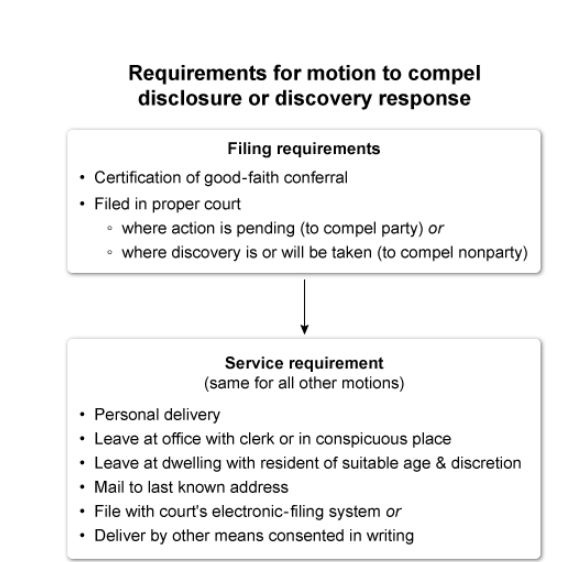 Requirements for motion to compel
disclosure or discovery response
Filing requirements
• Certification of good-faith conferral
• Filed in proper court
◦ where action is pending (to compel party) or
◦ where discovery is or will be taken (to compel nonparty)
Service requirement
(same for all other motions)
• Personal delivery
• Leave at office with clerk or in conspicuous place
• Leave at dwelling with resident of suitable age & discretion
• Mail to last known address
• File with court's electronic-filing system or
• Deliver by other means consented in writing